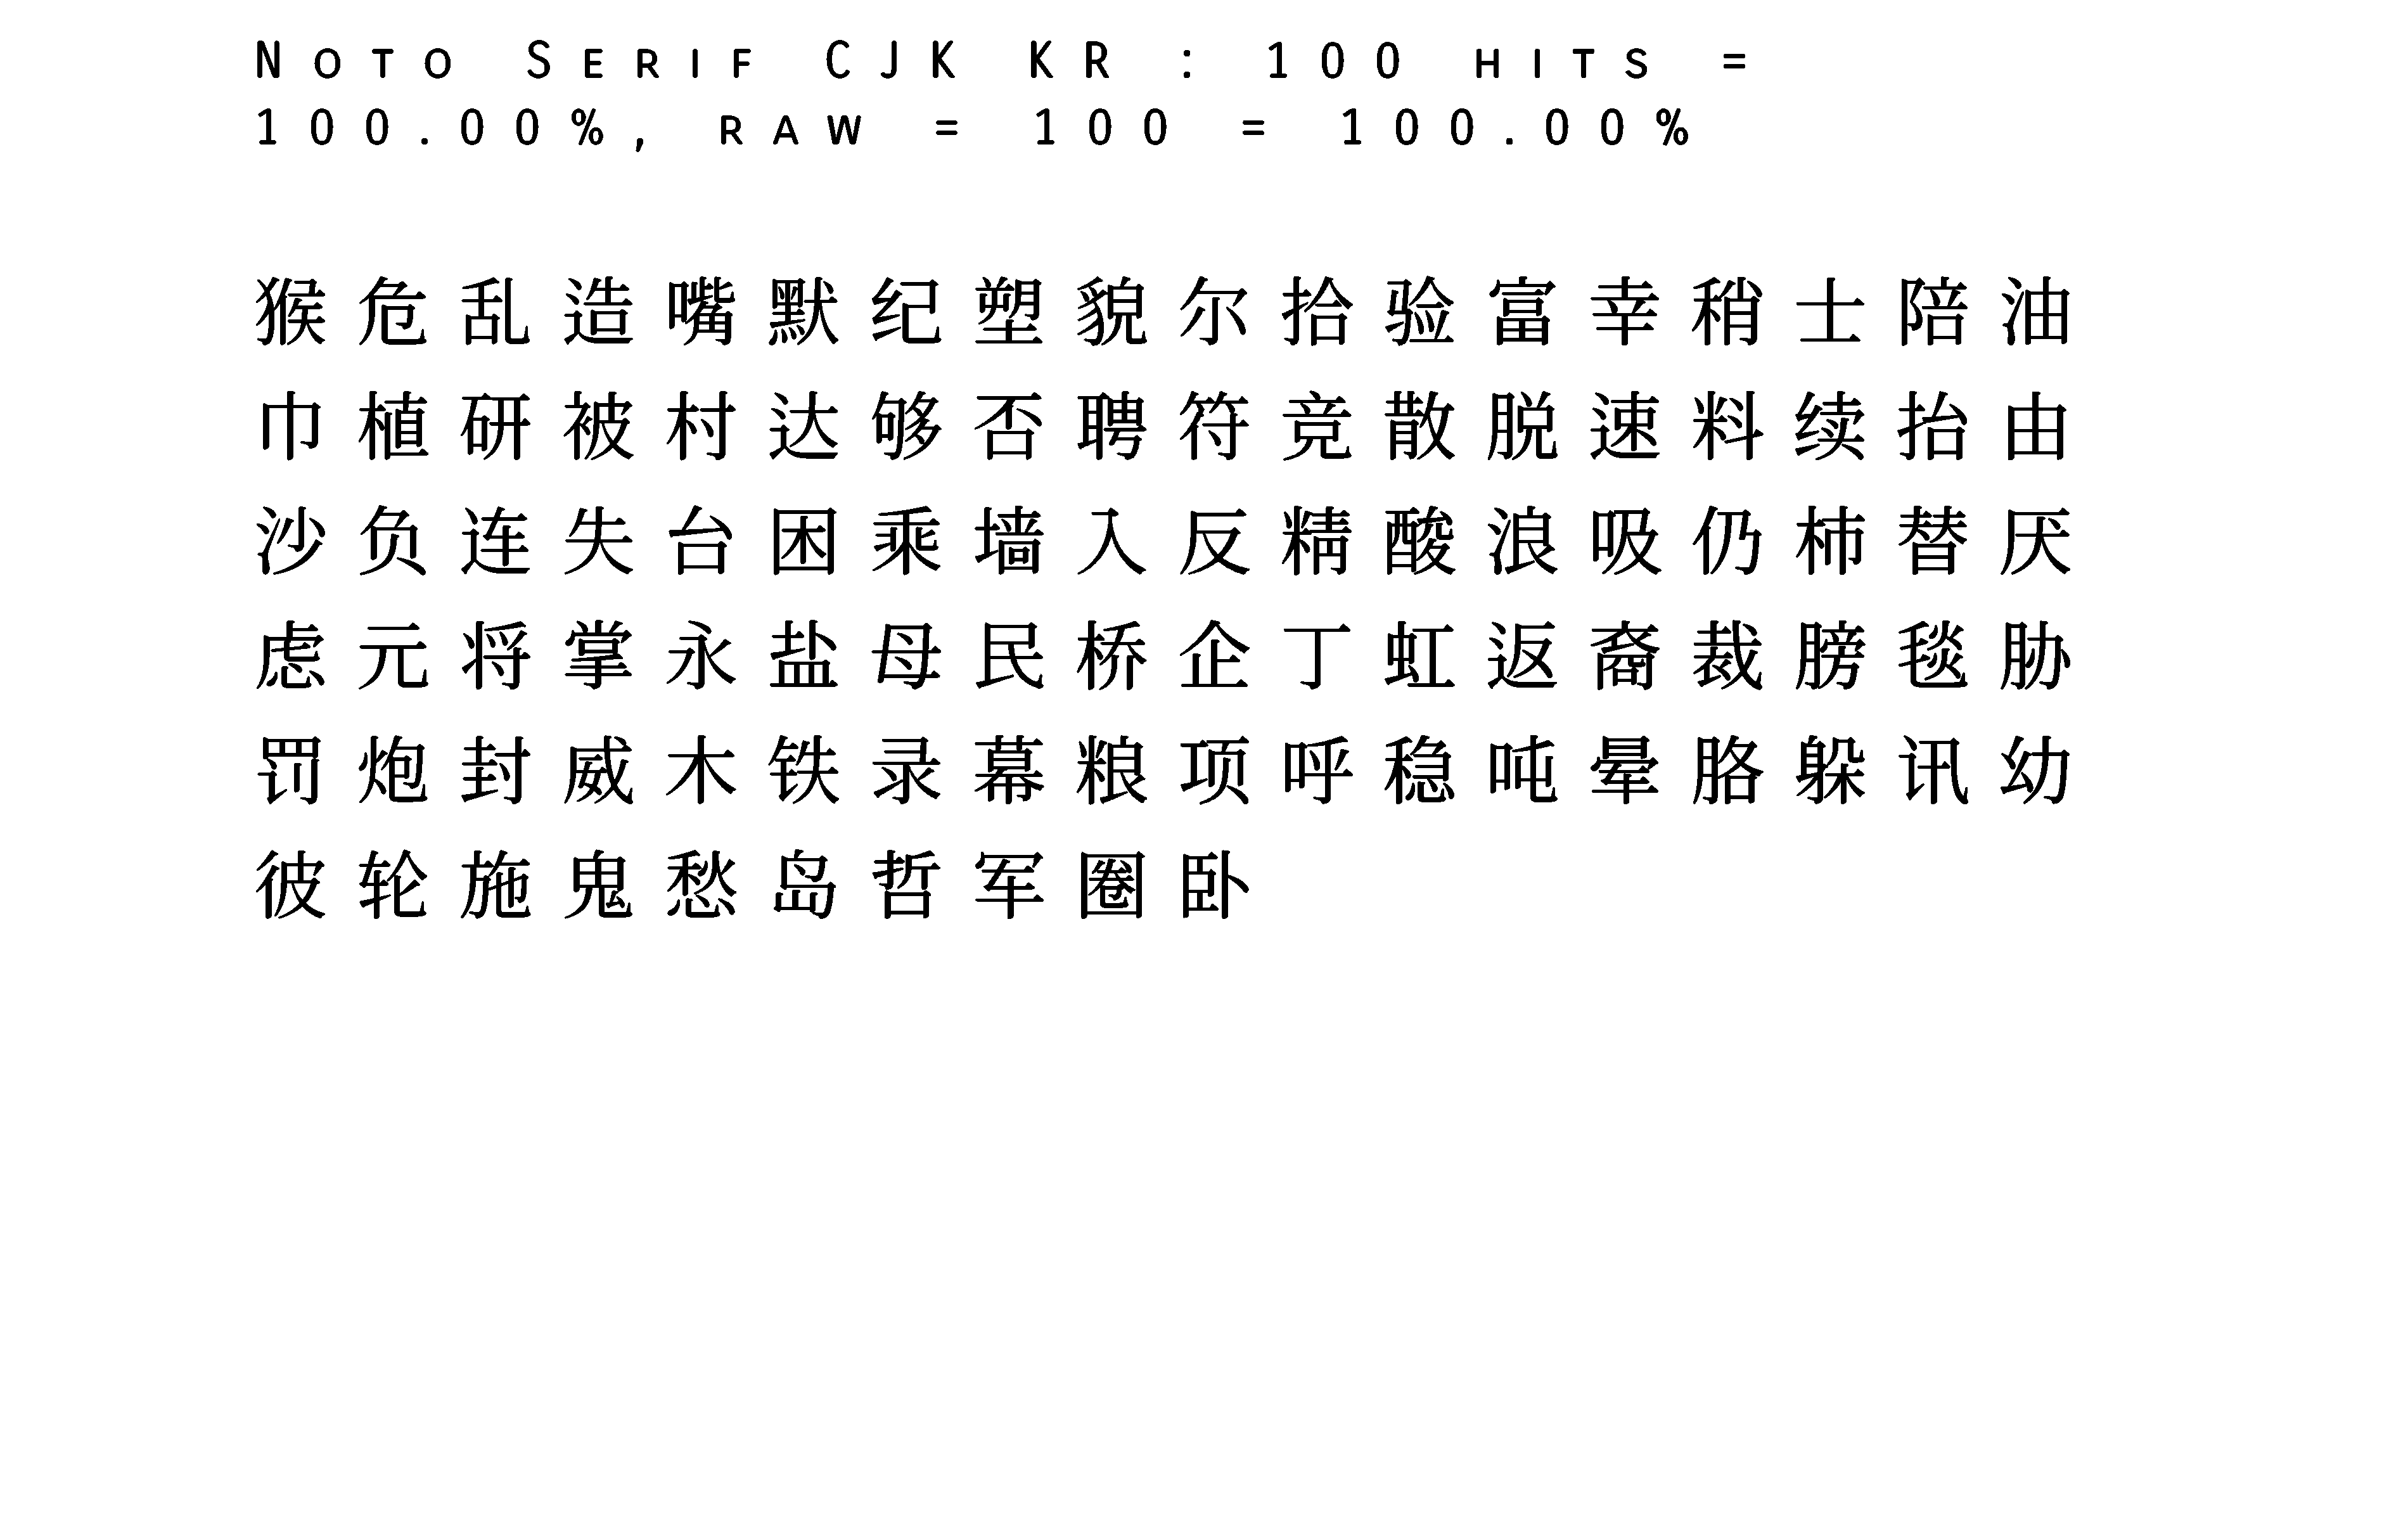 Noto Serif CJK KR : 100 hits =
100.00%, raw = 100 = 100.00%
猴危乱造嘴默纪塑貌尔拾验富幸稍士陪油
巾植研被村达够否聘符竞散脱速料续抬由
沙负连失台困乘墙入反精酸浪吸仍柿替厌
虑元将掌永盐母民桥企丁虹返裔裁膀毯胁
罚炮封威木铁录幕粮项呼稳吨晕胳躲讯幼
彼轮施鬼愁岛哲军圈卧